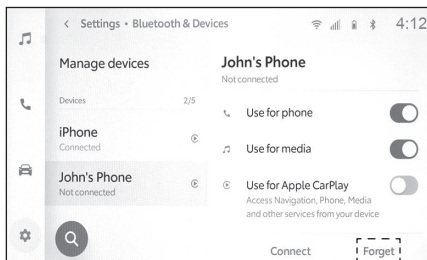 < Settings • Bluetooth & Devices
4:12
Manage devices
Devices 2/5
iPhone
Connected
John's Phone
Not connected
John's Phone
Not connected
Use for phone
Use for media
Use for Apple CarPlay
Access Navigation, Phone, Media
and other services from your device
Connect Forget